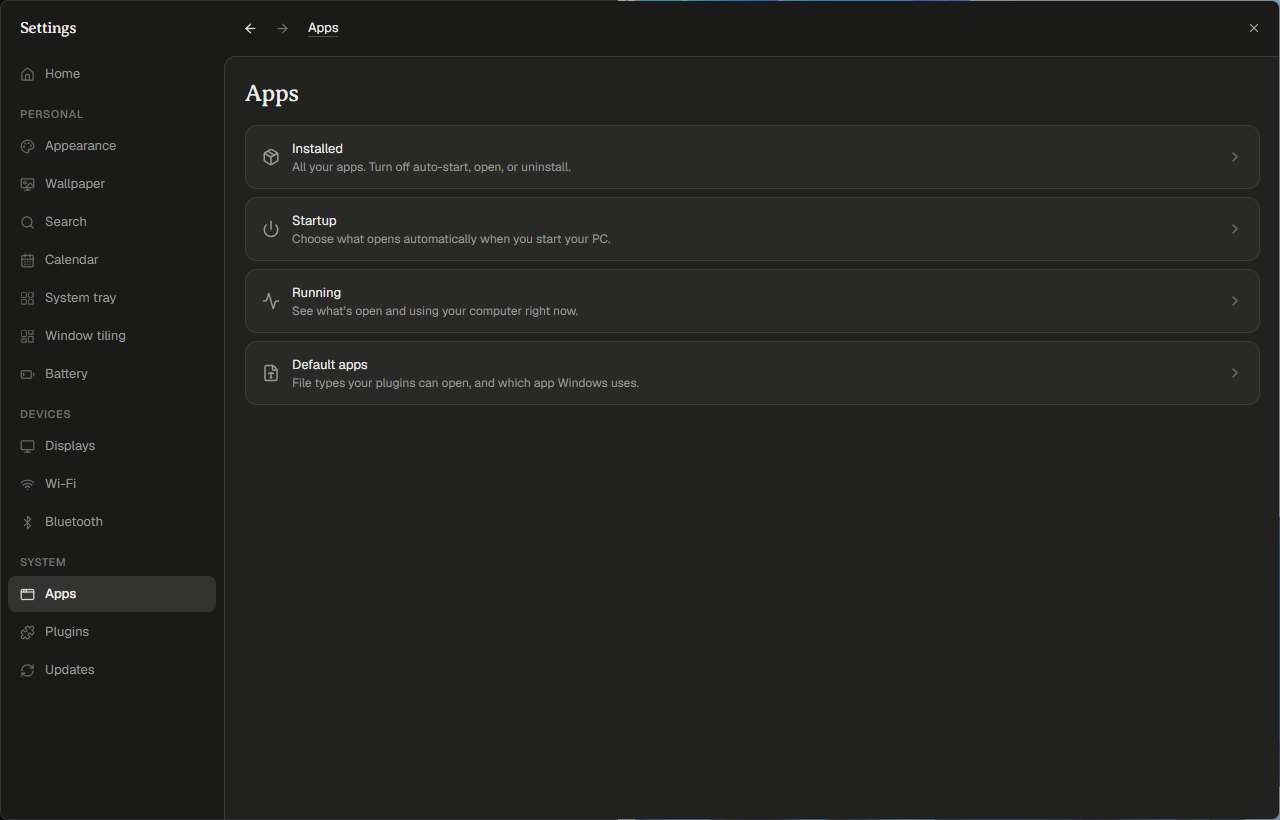 Settings
Apps
Home
PERSONAL
Appearance
Wallpaper
Search
Calendar
System tray
Window tiling
Battery
DEVICES
Displays
Wi-Fi
Bluetooth
SYSTEM
Apps
Plugins
Updates
Apps
Installed
All your apps. Turn off auto-start, open, or uninstall.
Startup
Choose what opens automatically when you start your PC.
Running
See what's open and using your computer right now.
Default apps
File types your plugins can open, and which app Windows uses.